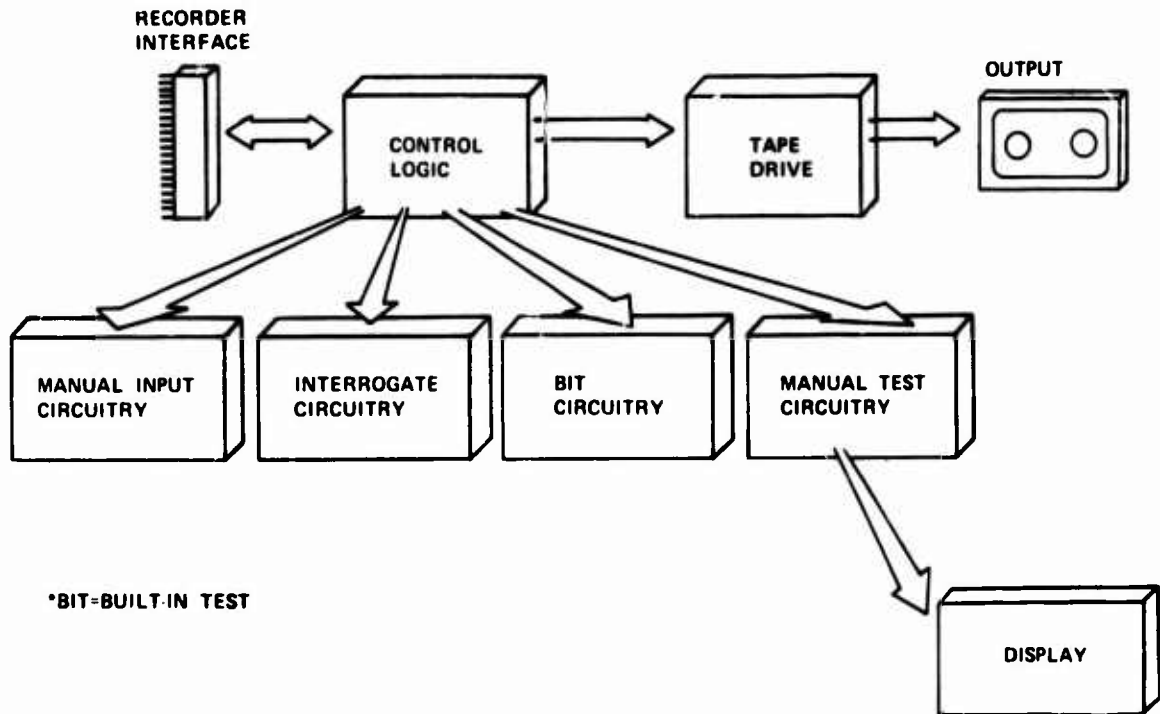 RECORDER
INTERFACE
OUTPUT
CONTROL
LOGIC
TAPE
DRIVE
MANUAL INPUT
CIRCUITRY
INTERROGATE
CIRCUITRY
BIT
CIRCUITRY
MANUAL TEST
CIRCUITRY
*BIT=BUILT-IN TEST
DISPLAY